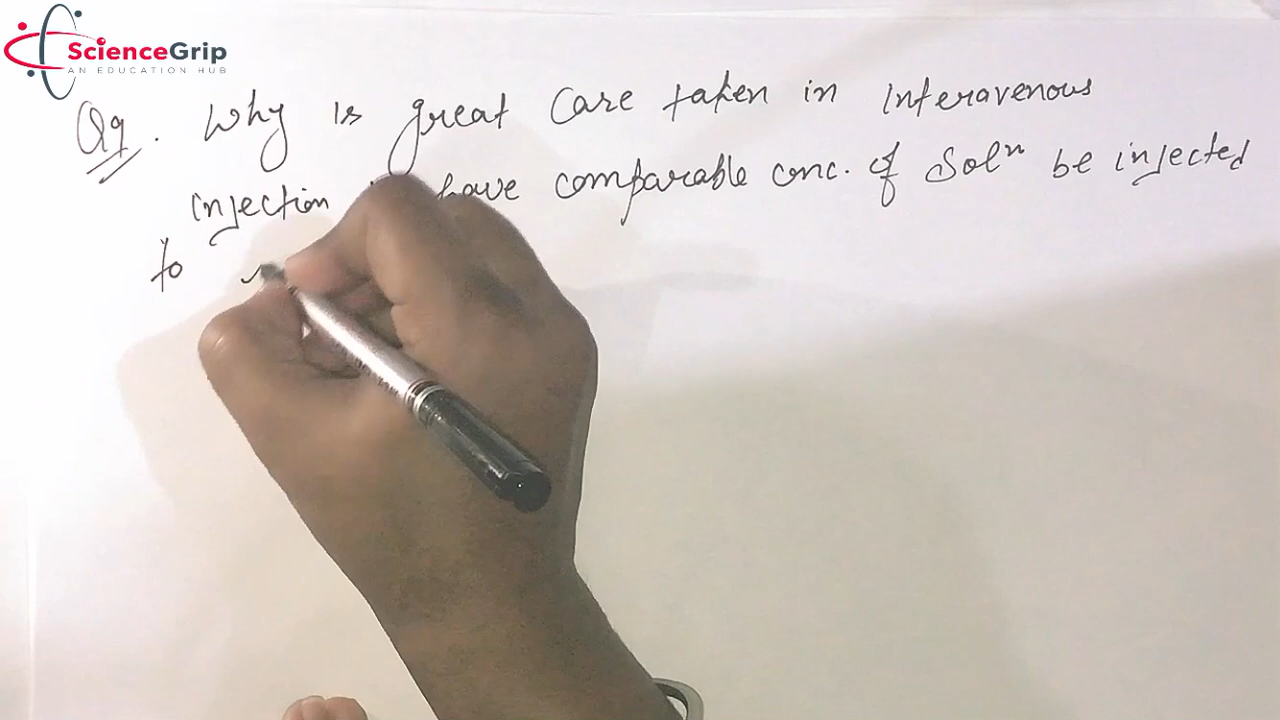 ScienceGrip
AN EDUCATION HUB
Q9. Why is great care taken in interavenous
injection have comparable conc. of Solⁿ be injected
to